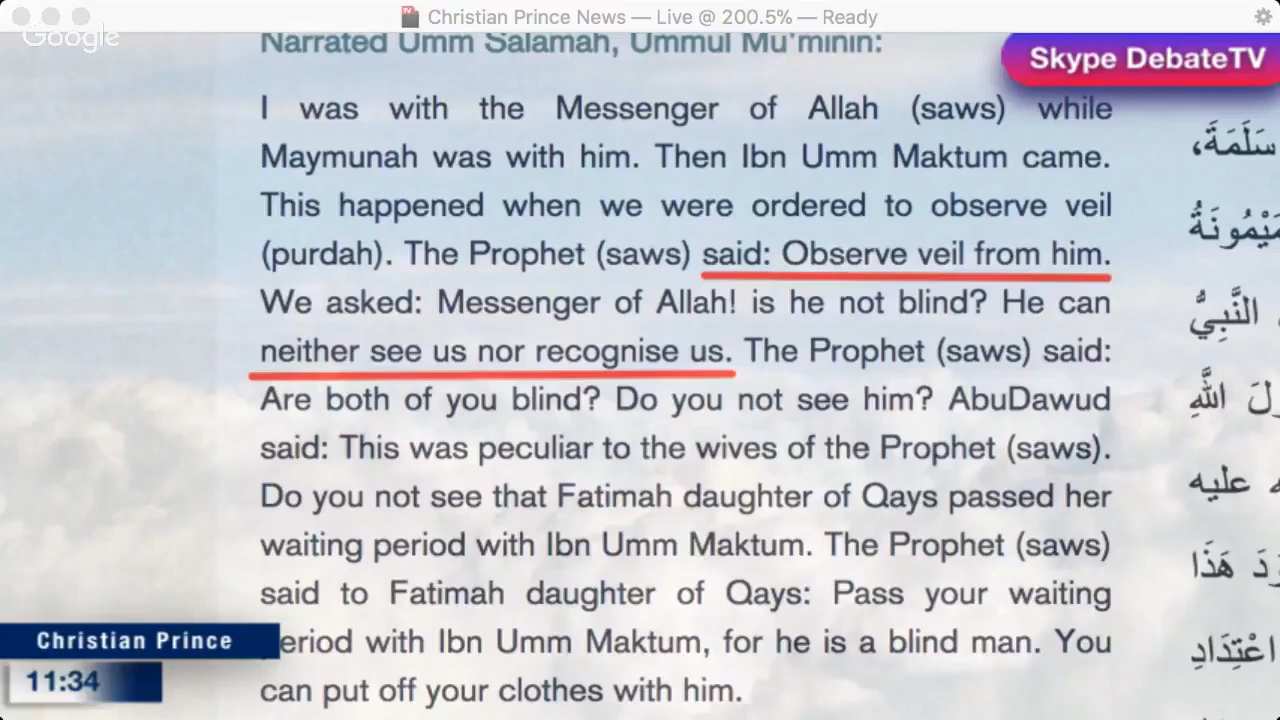 Christian Prince News — Live @ 200.5% — Ready
Google
Skype DebateTV
Narrated Umm Salamah, Ummul Mu'minin:
I was with the Messenger of Allah (saws) while
Maymunah was with him. Then Ibn Umm Maktum came.
This happened when we were ordered to observe veil
(purdah). The Prophet (saws) said: Observe veil from him.
We asked: Messenger of Allah! is he not blind? He can
neither see us nor recognise us. The Prophet (saws) said:
Are both of you blind? Do you not see him? AbuDawud
said: This was peculiar to the wives of the Prophet (saws).
Do you not see that Fatimah daughter of Qays passed her
waiting period with Ibn Umm Maktum. The Prophet (saws)
said to Fatimah daughter of Qays: Pass your waiting
eriod with Ibn Umm Maktum, for he is a blind man. You
can put off your clothes with him.
سَلَمَةَ،
النَّبِيُّ
اللَّهِ
عليه
هَذَا
اعْتِدَادِ
Christian Prince
11:34